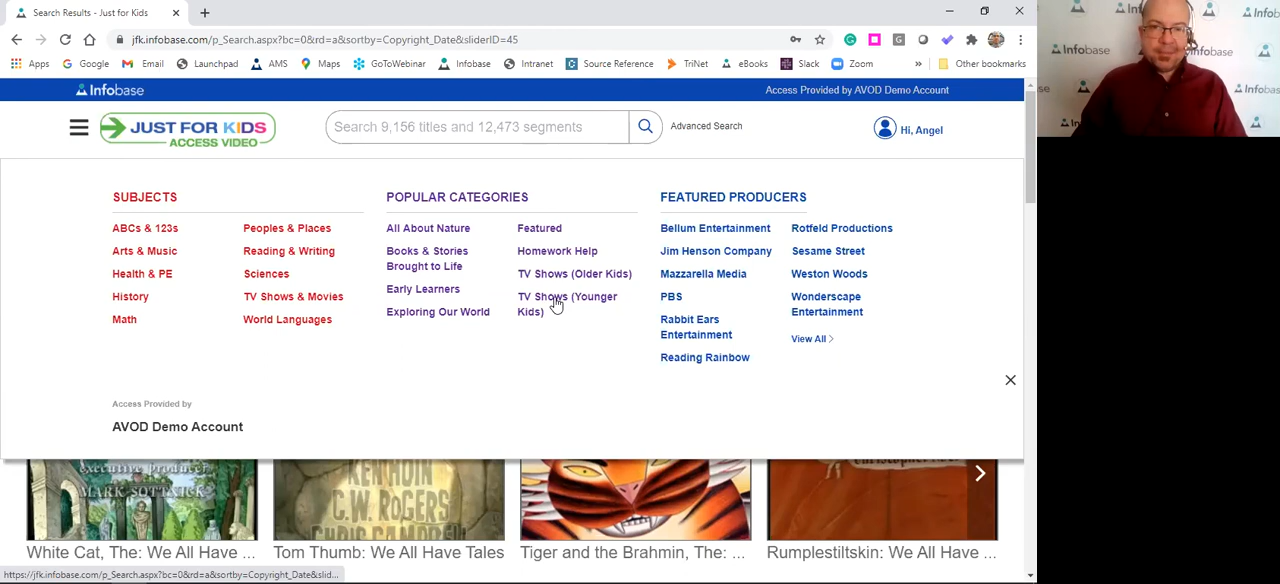 Search Results - Just for Kids
jfk.infobase.com/p_Search.aspx?bc=0&rd=a&sortby=Copyright_Date&sliderID=45
Apps Google Email Launchpad AMS Maps GoToWebinar Infobase Intranet Source Reference TriNet eBooks Slack Zoom » Other bookmarks
Infobase
Access Provided by AVOD Demo Account
JUST FOR KIDS
ACCESS VIDEO
Search 9,156 titles and 12,473 segments
Advanced Search
Hi, Angel
SUBJECTS
ABCs & 123s
Arts & Music
Health & PE
History
Math
Peoples & Places
Reading & Writing
Sciences
TV Shows & Movies
World Languages
POPULAR CATEGORIES
All About Nature
Books & Stories
Brought to Life
Early Learners
Exploring Our World
Featured
Homework Help
TV Shows (Older Kids)
TV Shows (Younger
Kids)
FEATURED PRODUCERS
Bellum Entertainment
Jim Henson Company
Mazzarella Media
PBS
Rabbit Ears
Entertainment
Reading Rainbow
Rotfeld Productions
Sesame Street
Weston Woods
Wonderscape
Entertainment
View All >
Access Provided by
AVOD Demo Account
executive producer
MARK SOTTNICK
C.W. ROGERS
White Cat, The: We All Have ...
Tom Thumb: We All Have Tales
Tiger and the Brahmin, The: ...
Rumplestiltskin: We All Have ...
https://jfk.infobase.com/p_Search.aspx?bc=0&rd=a&sortby=Copyright_Date&slid...
Infobase
Infobase
Infobase